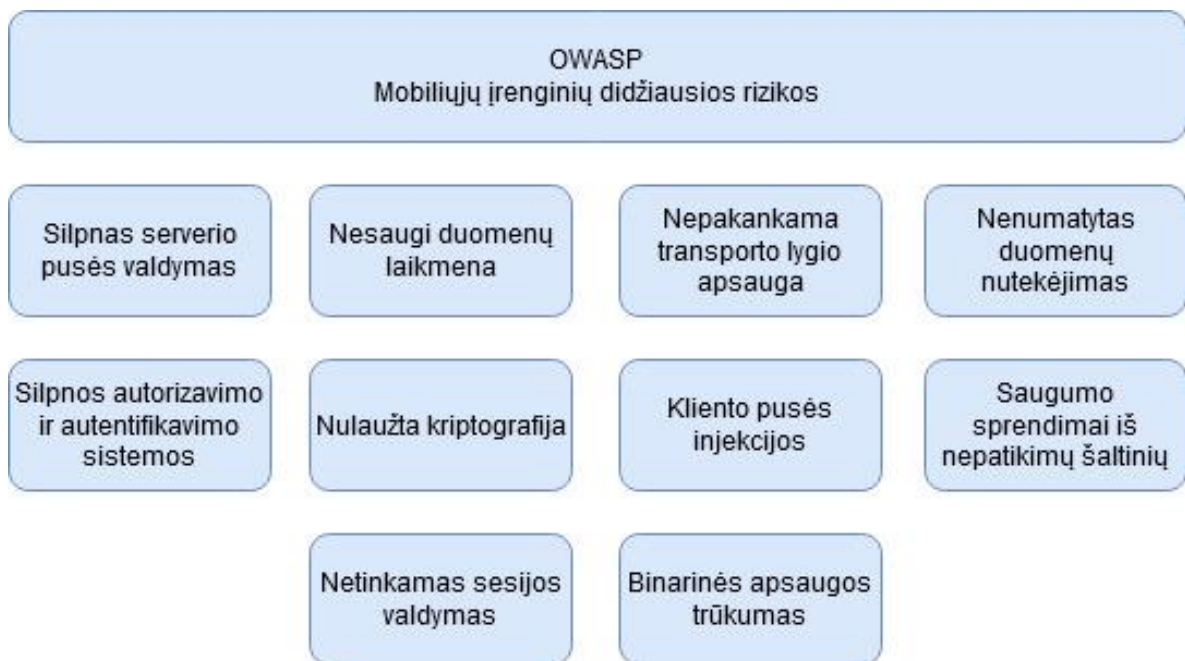 OWASP
Mobiliųjų įrenginių didžiausios rizikos
Silpnas serverio
pusės valdymas
Nesaugi duomenų
laikmena
Nepakankama
transporto lygio
apsauga
Nenumatytas
duomenų
nutekėjimas
Silpnos autorizavimo
ir autentifikavimo
sistemos
Nulaužta kriptografija
Kliento pusės
injekcijos
Saugumo
sprendimai iš
nepatikimų šaltinių
Netinkamas sesijos
valdymas
Binarinės apsaugos
trūkumas